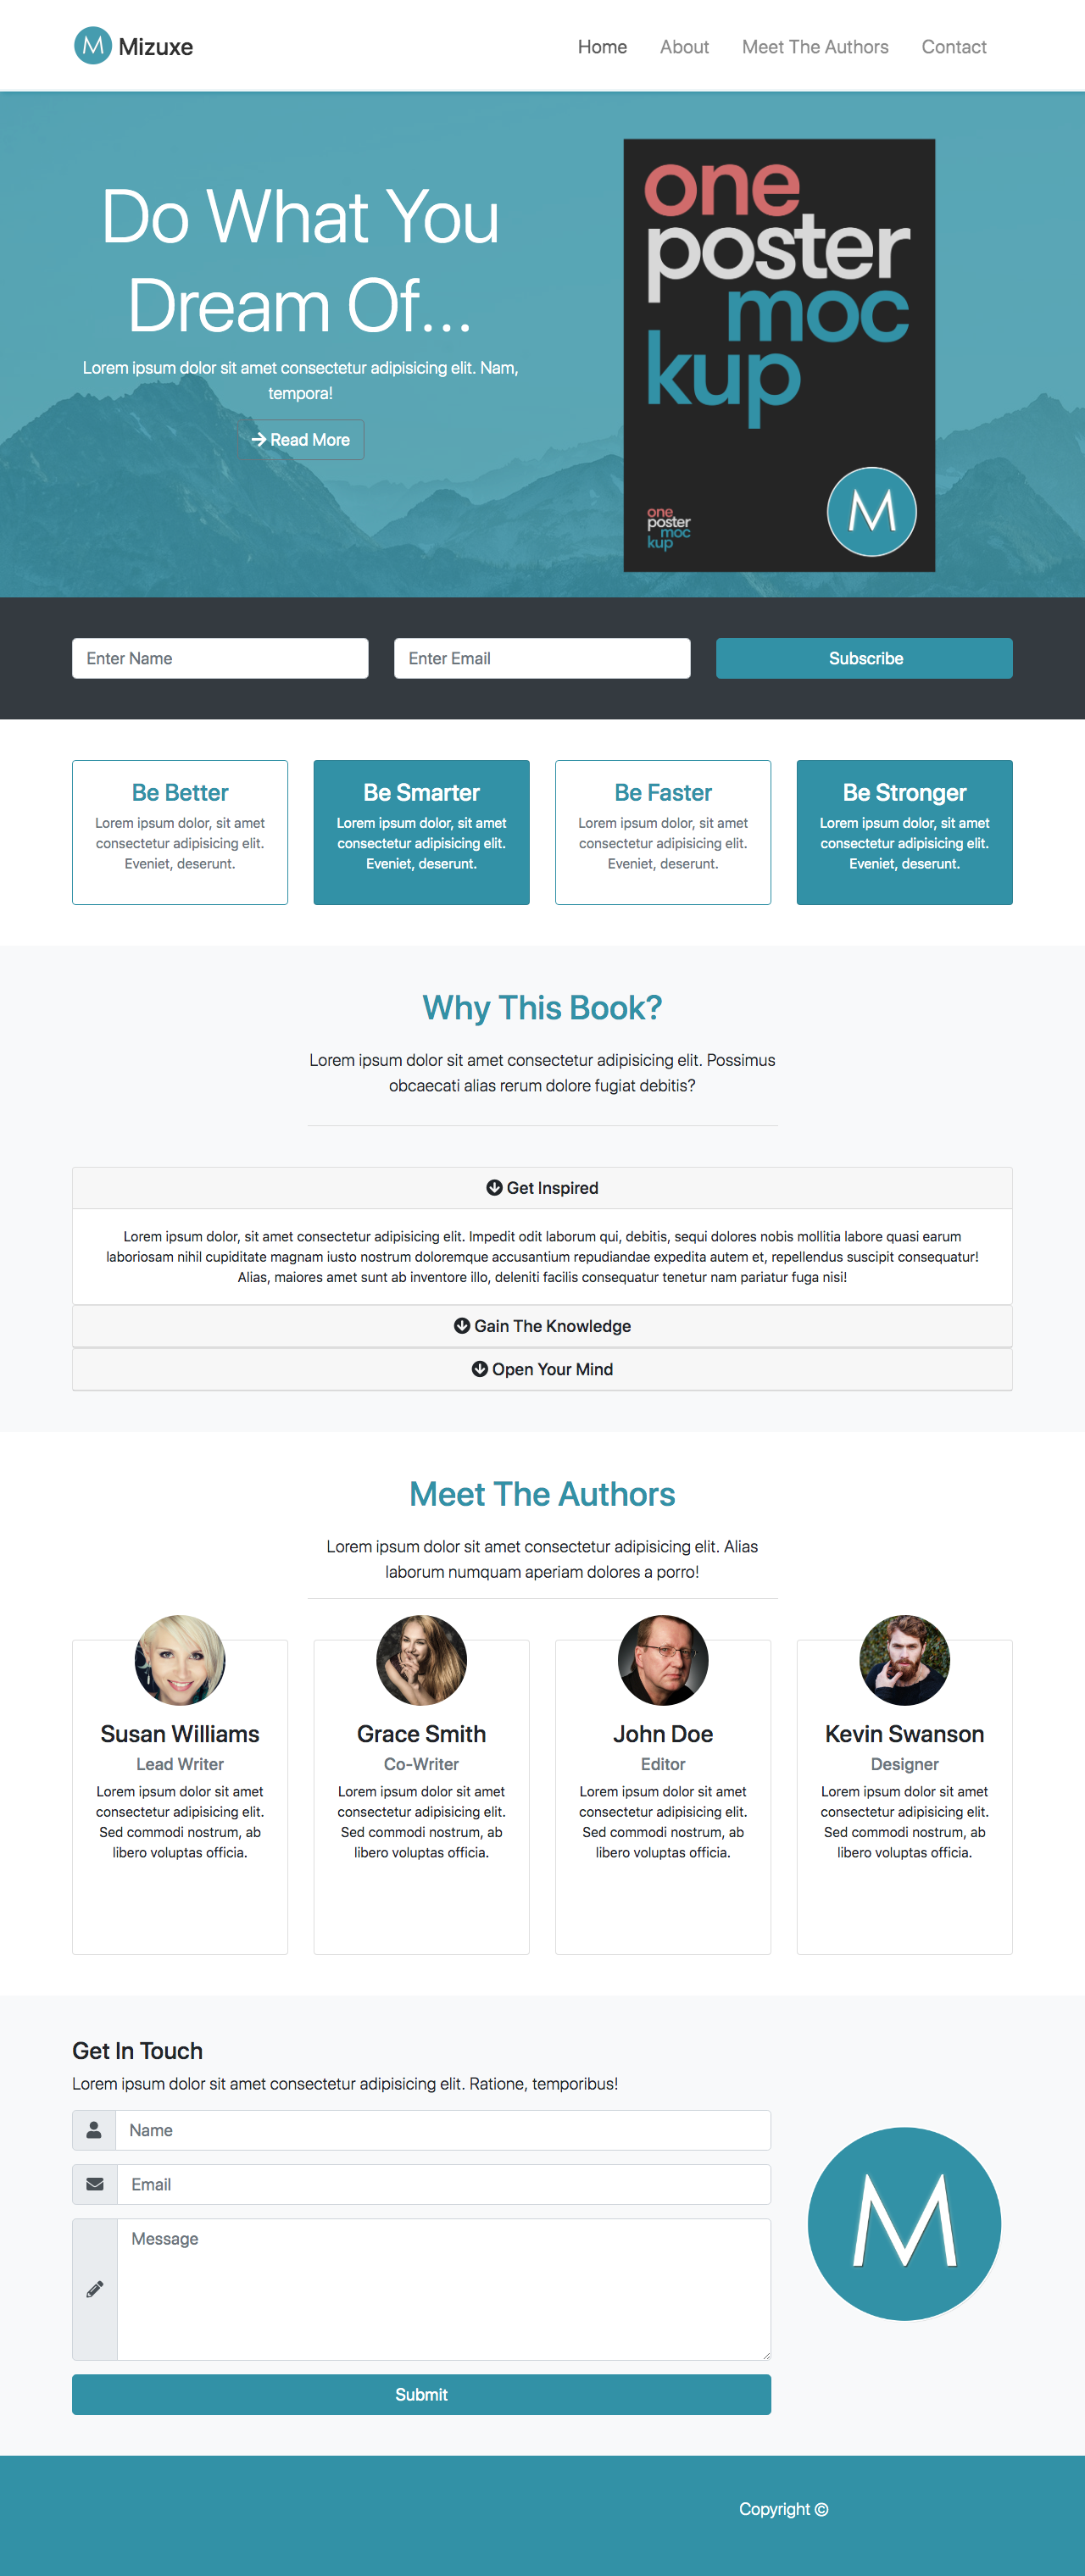 M Mizuxe
Home About Meet The Authors Contact
Do What You
Dream Of...
Lorem ipsum dolor sit amet consectetur adipisicing elit. Nam,
tempora!
Read More
one
poster
moc
kup
one
poster
moc
kup
M
Enter Name
Enter Email
Subscribe
Be Better
Lorem ipsum dolor, sit amet
consectetur adipisicing elit.
Eveniet, deserunt.
Be Smarter
Lorem ipsum dolor, sit amet
consectetur adipisicing elit.
Eveniet, deserunt.
Be Faster
Lorem ipsum dolor, sit amet
consectetur adipisicing elit.
Eveniet, deserunt.
Be Stronger
Lorem ipsum dolor, sit amet
consectetur adipisicing elit.
Eveniet, deserunt.
Why This Book?
Lorem ipsum dolor sit amet consectetur adipisicing elit. Possimus
obcaecati alias rerum dolore fugiat debitis?
Get Inspired
Lorem ipsum dolor, sit amet consectetur adipisicing elit. Impedit odit laborum qui, debitis, sequi dolores nobis mollitia labore quasi earum
laboriosam nihil cupiditate magnam iusto nostrum doloremque accusantium repudiandae expedita autem et, repellendus suscipit consequatur!
Alias, maiores amet sunt ab inventore illo, deleniti facilis consequatur tenetur nam pariatur fuga nisi!
Gain The Knowledge
Open Your Mind
Meet The Authors
Lorem ipsum dolor sit amet consectetur adipisicing elit. Alias
laborum numquam aperiam dolores a porro!
Susan Williams
Lead Writer
Lorem ipsum dolor sit amet
consectetur adipisicing elit.
Sed commodi nostrum, ab
libero voluptas officia.
Grace Smith
Co-Writer
Lorem ipsum dolor sit amet
consectetur adipisicing elit.
Sed commodi nostrum, ab
libero voluptas officia.
John Doe
Editor
Lorem ipsum dolor sit amet
consectetur adipisicing elit.
Sed commodi nostrum, ab
libero voluptas officia.
Kevin Swanson
Designer
Lorem ipsum dolor sit amet
consectetur adipisicing elit.
Sed commodi nostrum, ab
libero voluptas officia.
Get In Touch
Lorem ipsum dolor sit amet consectetur adipisicing elit. Ratione, temporibus!
Name
Email
Message
Submit
M
Copyright ©